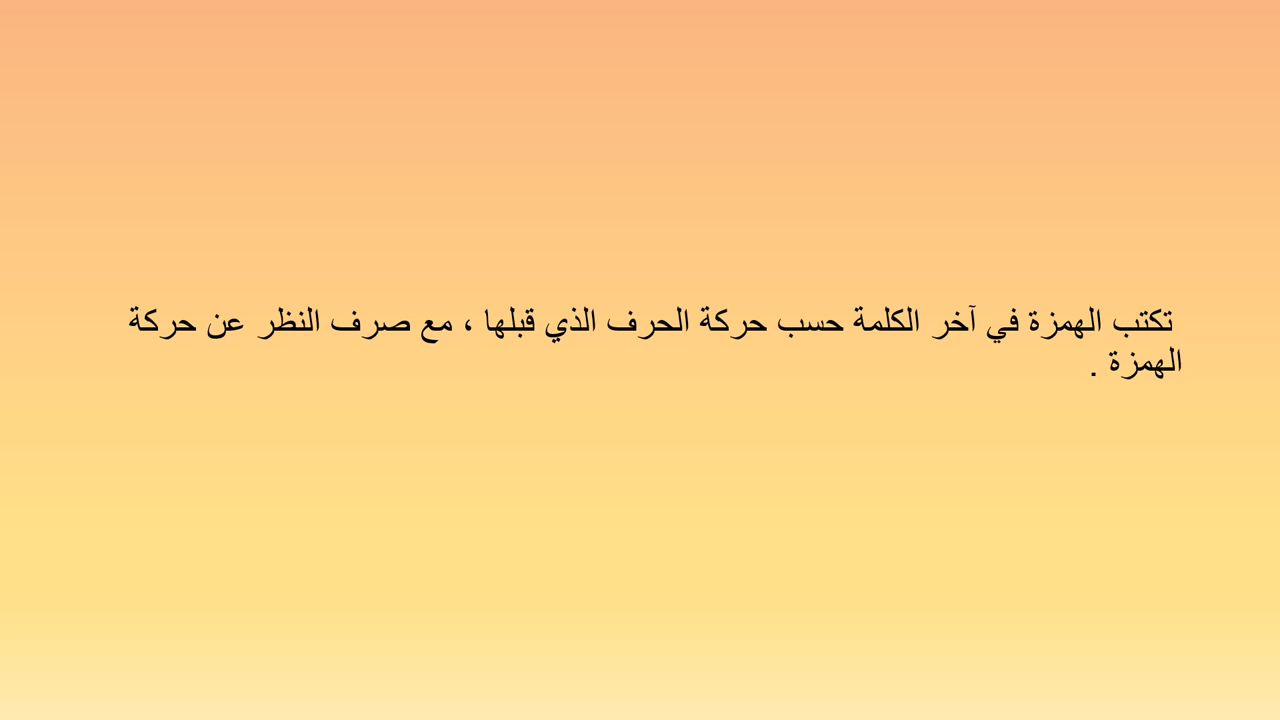 تكتب الهمزة في آخر الكلمة حسب حركة الحرف الذي قبلها ، مع صرف النظر عن حركة
الهمزة .